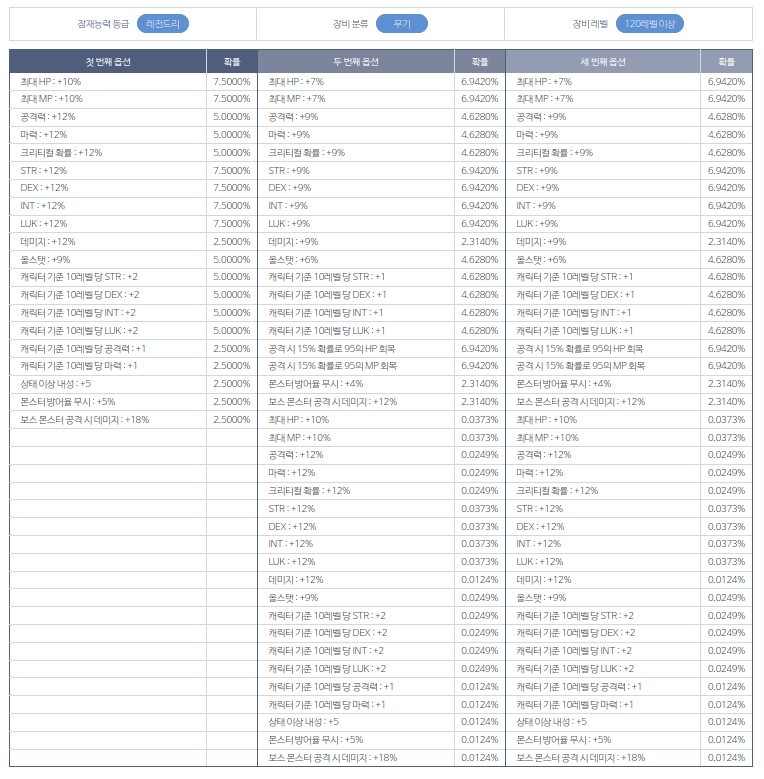 잠재능력 등급 레전드리 장비 분류 무기 장비 레벨 120레벨 이상
첫 번째 옵션 확률 두 번째 옵션 확률 세 번째 옵션 확률
최대 HP : +10% 7.5000% 최대 HP : +7% 6.9420% 최대 HP : +7% 6.9420%
최대 MP : +10% 7.5000% 최대 MP : +7% 6.9420% 최대 MP : +7% 6.9420%
공격력 : +12% 5.0000% 공격력 : +9% 4.6280% 공격력 : +9% 4.6280%
마력 : +12% 5.0000% 마력 : +9% 4.6280% 마력 : +9% 4.6280%
크리티컬 확률 : +12% 5.0000% 크리티컬 확률 : +9% 4.6280% 크리티컬 확률 : +9% 4.6280%
STR : +12% 7.5000% STR : +9% 6.9420% STR : +9% 6.9420%
DEX : +12% 7.5000% DEX : +9% 6.9420% DEX : +9% 6.9420%
INT : +12% 7.5000% INT : +9% 6.9420% INT : +9% 6.9420%
LUK : +12% 7.5000% LUK : +9% 6.9420% LUK : +9% 6.9420%
데미지 : +12% 2.5000% 데미지 : +9% 2.3140% 데미지 : +9% 2.3140%
올스탯 : +9% 5.0000% 올스탯 : +6% 4.6280% 올스탯 : +6% 4.6280%
캐릭터 기준 10레벨 당 STR : +2 5.0000% 캐릭터 기준 10레벨 당 STR : +1 4.6280% 캐릭터 기준 10레벨 당 STR : +1 4.6280%
캐릭터 기준 10레벨 당 DEX : +2 5.0000% 캐릭터 기준 10레벨 당 DEX : +1 4.6280% 캐릭터 기준 10레벨 당 DEX : +1 4.6280%
캐릭터 기준 10레벨 당 INT : +2 5.0000% 캐릭터 기준 10레벨 당 INT : +1 4.6280% 캐릭터 기준 10레벨 당 INT : +1 4.6280%
캐릭터 기준 10레벨 당 LUK : +2 5.0000% 캐릭터 기준 10레벨 당 LUK : +1 4.6280% 캐릭터 기준 10레벨 당 LUK : +1 4.6280%
캐릭터 기준 10레벨 당 공격력 : +1 2.5000% 공격 시 15% 확률로 95의 HP 회복 6.9420% 공격 시 15% 확률로 95의 HP 회복 6.9420%
캐릭터 기준 10레벨 당 마력 : +1 2.5000% 공격 시 15% 확률로 95의 MP 회복 6.9420% 공격 시 15% 확률로 95의 MP 회복 6.9420%
상태 이상 내성 : +5 2.5000% 몬스터 방어율 무시 : +4% 2.3140% 몬스터 방어율 무시 : +4% 2.3140%
몬스터 방어율 무시 : +5% 2.5000% 보스 몬스터 공격 시 데미지 : +12% 2.3140% 보스 몬스터 공격 시 데미지 : +12% 2.3140%
보스 몬스터 공격 시 데미지 : +18% 2.5000% 최대 HP : +10% 0.0373% 최대 HP : +10% 0.0373%
최대 MP : +10% 0.0373% 최대 MP : +10% 0.0373%
공격력 : +12% 0.0249% 공격력 : +12% 0.0249%
마력 : +12% 0.0249% 마력 : +12% 0.0249%
크리티컬 확률 : +12% 0.0249% 크리티컬 확률 : +12% 0.0249%
STR : +12% 0.0373% STR : +12% 0.0373%
DEX : +12% 0.0373% DEX : +12% 0.0373%
INT : +12% 0.0373% INT : +12% 0.0373%
LUK : +12% 0.0373% LUK : +12% 0.0373%
데미지 : +12% 0.0124% 데미지 : +12% 0.0124%
올스탯 : +9% 0.0249% 올스탯 : +9% 0.0249%
캐릭터 기준 10레벨 당 STR : +2 0.0249% 캐릭터 기준 10레벨 당 STR : +2 0.0249%
캐릭터 기준 10레벨 당 DEX : +2 0.0249% 캐릭터 기준 10레벨 당 DEX : +2 0.0249%
캐릭터 기준 10레벨 당 INT : +2 0.0249% 캐릭터 기준 10레벨 당 INT : +2 0.0249%
캐릭터 기준 10레벨 당 LUK : +2 0.0249% 캐릭터 기준 10레벨 당 LUK : +2 0.0249%
캐릭터 기준 10레벨 당 공격력 : +1 0.0124% 캐릭터 기준 10레벨 당 공격력 : +1 0.0124%
캐릭터 기준 10레벨 당 마력 : +1 0.0124% 캐릭터 기준 10레벨 당 마력 : +1 0.0124%
상태 이상 내성 : +5 0.0124% 상태 이상 내성 : +5 0.0124%
몬스터 방어율 무시 : +5% 0.0124% 몬스터 방어율 무시 : +5% 0.0124%
보스 몬스터 공격 시 데미지 : +18% 0.0124% 보스 몬스터 공격 시 데미지 : +18% 0.0124%